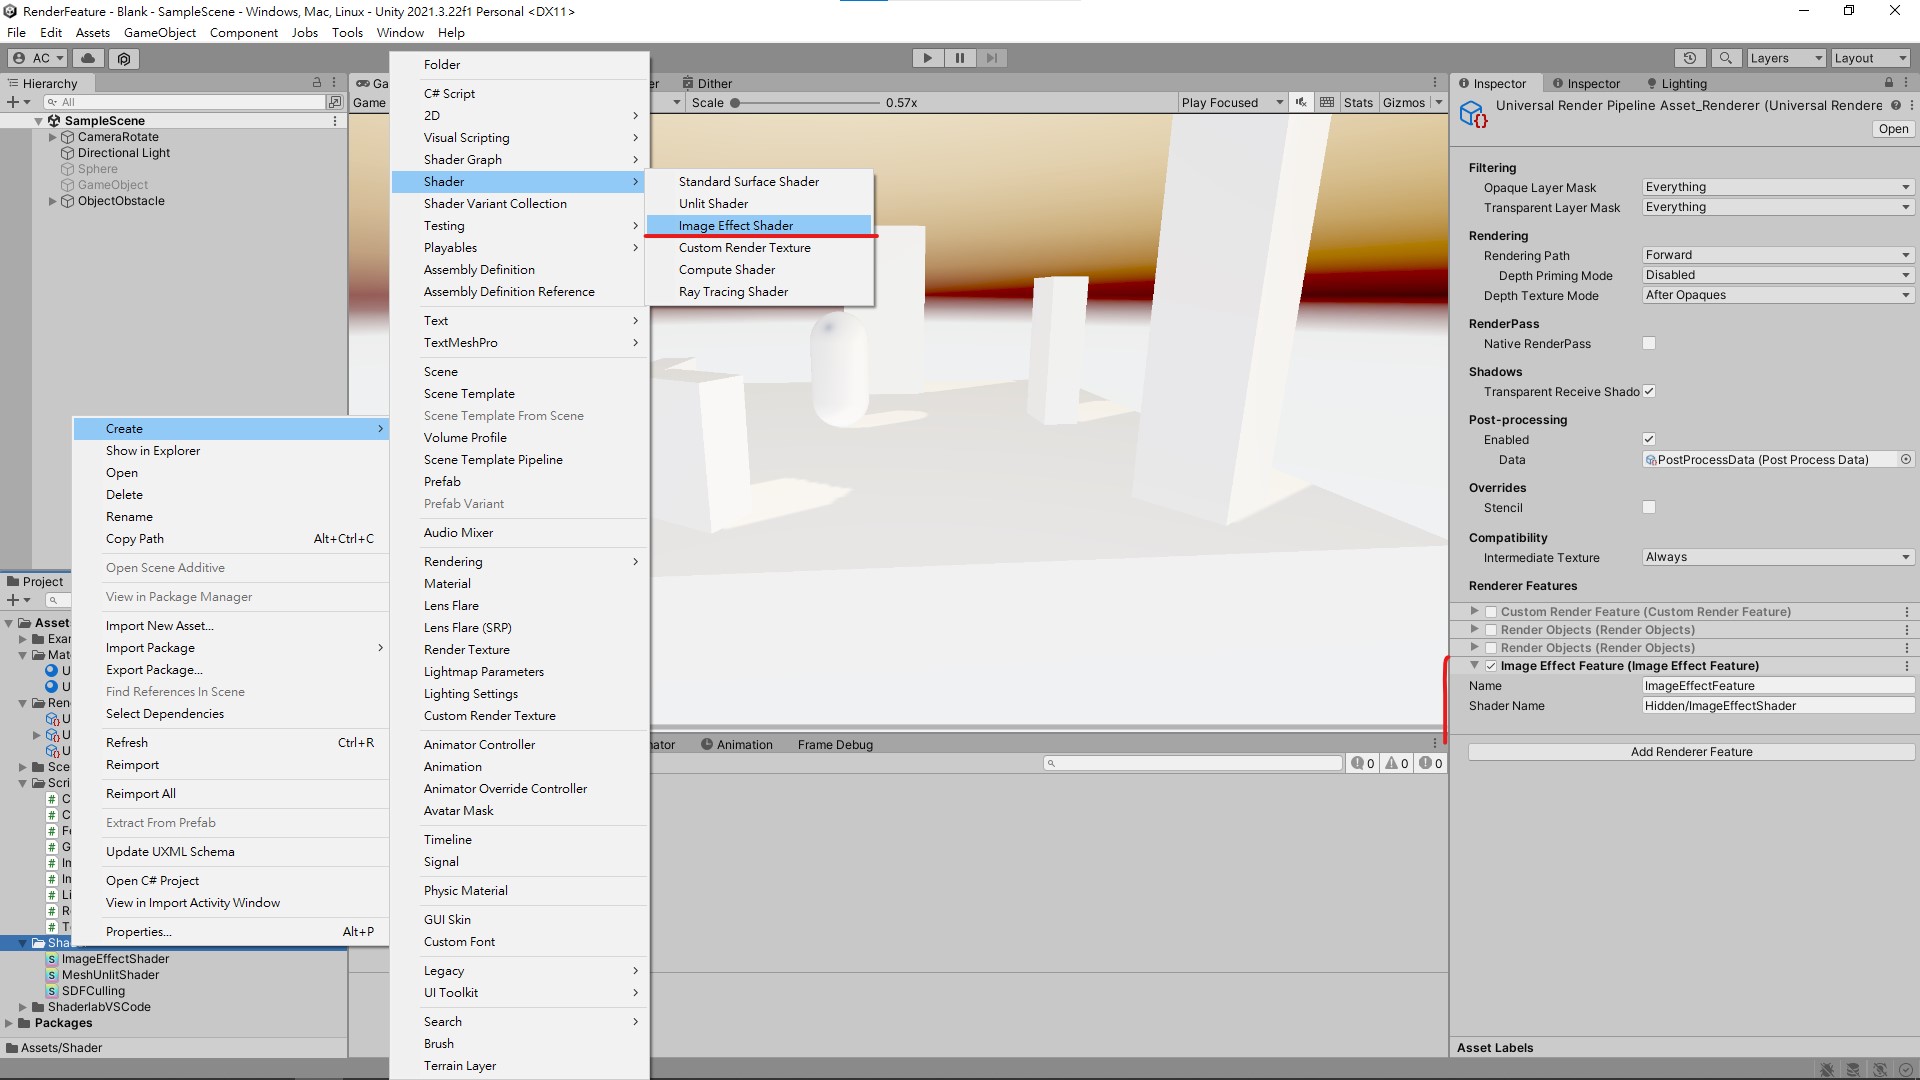 RenderFeature - Blank - SampleScene - Windows, Mac, Linux - Unity 2021.3.22f1 Personal <DX11>
File Edit Assets GameObject Component Jobs Tools Window Help
AC
Layers
Layout
Hierarchy
All
SampleScene
CameraRotate
Directional Light
Sphere
GameObject
ObjectObstacle
Game
Dither
Scale 0.57x
Play Focused
Stats
Gizmos
Create
Show in Explorer
Open
Delete
Rename
Copy Path Alt+Ctrl+C
Open Scene Additive
View in Package Manager
Import New Asset...
Import Package
Export Package...
Find References In Scene
Select Dependencies
Refresh Ctrl+R
Reimport
Reimport All
Extract From Prefab
Update UXML Schema
Open C# Project
View in Import Activity Window
Properties... Alt+P
Folder
C# Script
2D
Visual Scripting
Shader Graph
Shader
Shader Variant Collection
Testing
Playables
Assembly Definition
Assembly Definition Reference
Text
TextMeshPro
Scene
Scene Template
Scene Template From Scene
Volume Profile
Scene Template Pipeline
Prefab
Prefab Variant
Audio Mixer
Rendering
Material
Lens Flare
Lens Flare (SRP)
Render Texture
Lightmap Parameters
Lighting Settings
Custom Render Texture
Animator Controller
Animation
Animator Override Controller
Avatar Mask
Timeline
Signal
Physic Material
GUI Skin
Custom Font
Legacy
UI Toolkit
Search
Brush
Terrain Layer
Standard Surface Shader
Unlit Shader
Image Effect Shader
Custom Render Texture
Compute Shader
Ray Tracing Shader
Project
Asset
Exar
Mat
U
U
Ren
U
U
U
Sce
Scri
C
C
Fe
G
Im
Im
Li
R
T
Shad
ImageEffectShader
MeshUnlitShader
SDFCulling
ShaderlabVSCode
Packages
Assets/Shader
ator
Animation
Frame Debug
0 0 0
Inspector
Inspector
Lighting
Universal Render Pipeline Asset_Renderer (Universal Rendere
Open
Filtering
Opaque Layer Mask Everything
Transparent Layer Mask Everything
Rendering
Rendering Path Forward
Depth Priming Mode Disabled
Depth Texture Mode After Opaques
RenderPass
Native RenderPass
Shadows
Transparent Receive Shado
Post-processing
Enabled
Data PostProcessData (Post Process Data)
Overrides
Stencil
Compatibility
Intermediate Texture Always
Renderer Features
Custom Render Feature (Custom Render Feature)
Render Objects (Render Objects)
Render Objects (Render Objects)
Image Effect Feature (Image Effect Feature)
Name ImageEffectFeature
Shader Name Hidden/ImageEffectShader
Add Renderer Feature
Asset Labels